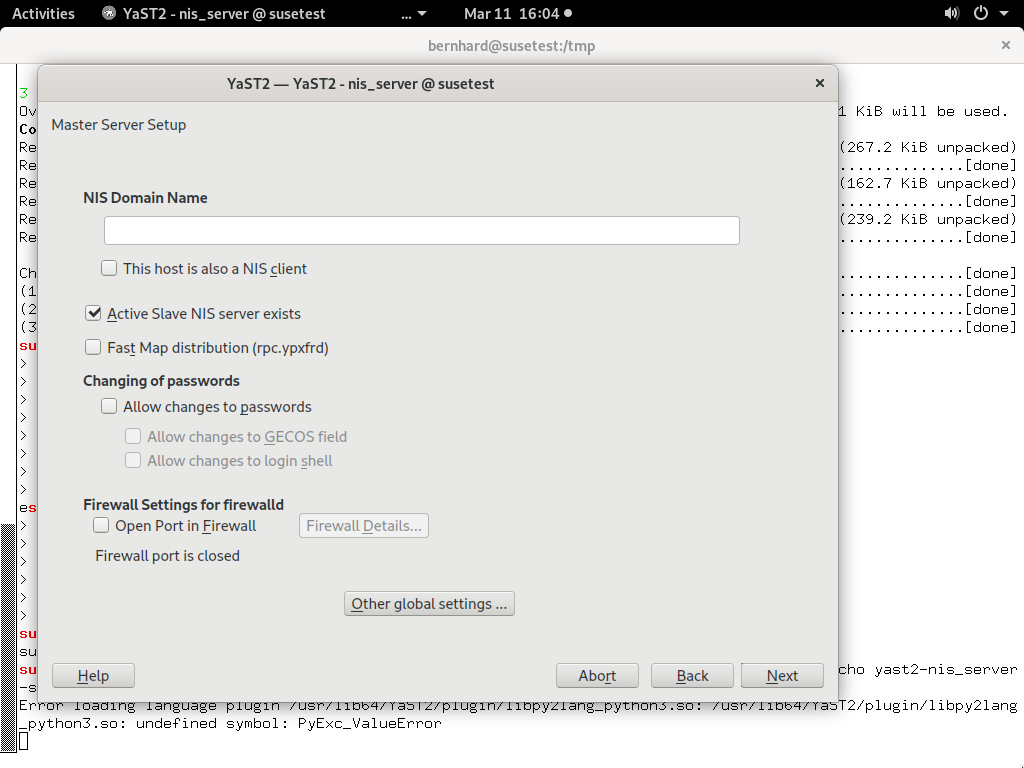 Activities YaST2 - nis_server @ susetest ... Mar 11 16:04
bernhard@susetest:/tmp
YaST2 — YaST2 - nis_server @ susetest ×
Master Server Setup
NIS Domain Name
This host is also a NIS client
Active Slave NIS server exists
Fast Map distribution (rpc.ypxfrd)
Changing of passwords
Allow changes to passwords
Allow changes to GECOS field
Allow changes to login shell
Firewall Settings for firewalld
Open Port in Firewall Firewall Details...
Firewall port is closed
Other global settings ...
Help Abort Back Next
3
Ov 1 KiB will be used.
Co
Re (267.2 KiB unpacked)
Re ..............[done]
Re (162.7 KiB unpacked)
Re ..............[done]
Re (239.2 KiB unpacked)
Re ..............[done]
Ch ..............[done]
(1 ..............[done]
(2 ..............[done]
(3 ..............[done]
su
>
>
>
>
>
>
>
>
es
>
>
>
>
>
>
su
su
su cho yast2-nis_server
-s
Error loading language plugin /usr/lib64/YaST2/plugin/libpy2lang_python3.so: /usr/lib64/YaST2/plugin/libpy2lang
_python3.so: undefined symbol: PyExc_ValueError